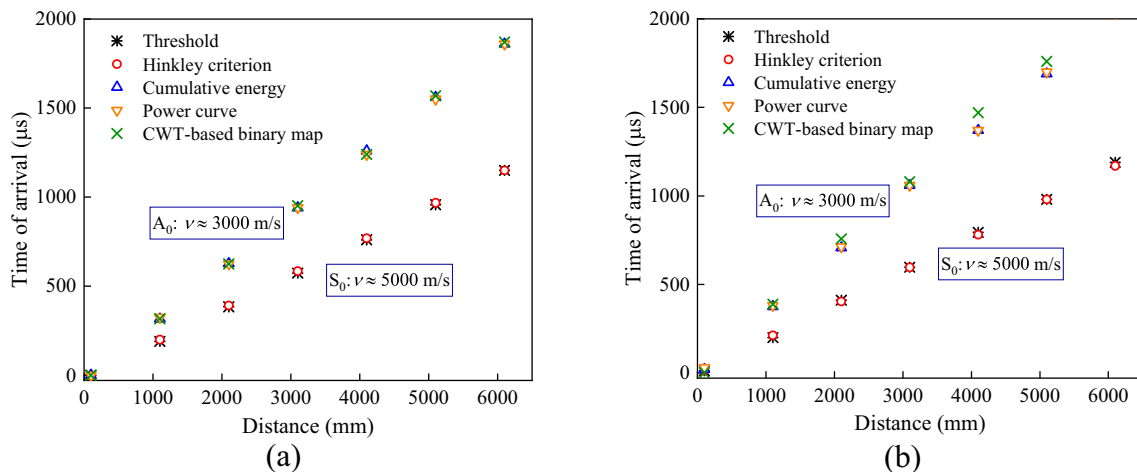 2000
1500
1000
500
0
Time of arrival (μs)
Threshold
Hinkley criterion
Cumulative energy
Power curve
CWT-based binary map
A₀: ν ≈ 3000 m/s
S₀: ν ≈ 5000 m/s
0 1000 2000 3000 4000 5000 6000
Distance (mm)
(a)
2000
1500
1000
500
0
Time of arrival (μs)
Threshold
Hinkley criterion
Cumulative energy
Power curve
CWT-based binary map
A₀: ν ≈ 3000 m/s
S₀: ν ≈ 5000 m/s
0 1000 2000 3000 4000 5000 6000
Distance (mm)
(b)